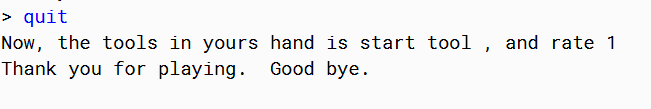 > quit
Now, the tools in yours hand is start tool , and rate 1
Thank you for playing.  Good bye.